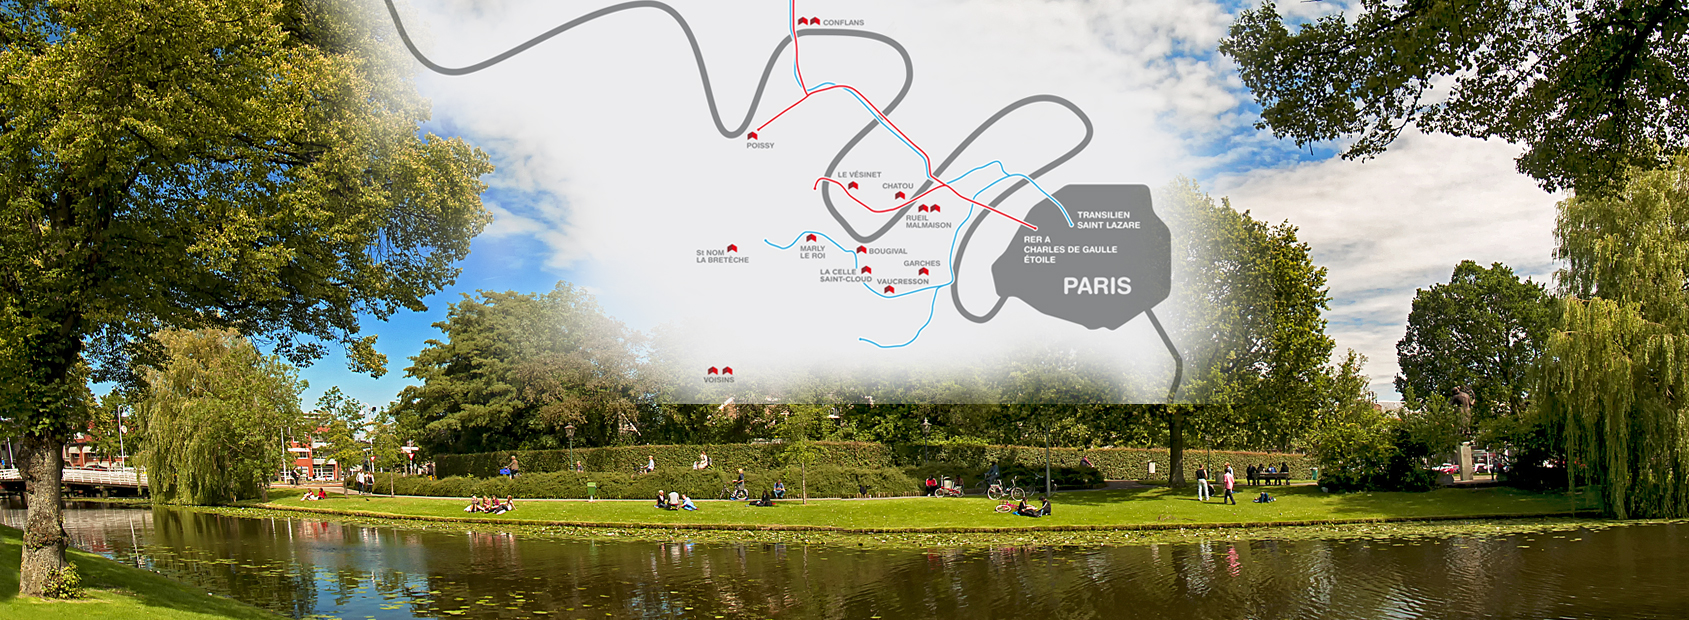 CONFLANS
POISSY
LE VÉSINET
CHATOU
RUEIL
MALMAISON
TRANSILIEN
SAINT LAZARE
RER A
CHARLES DE GAULLE
ÉTOILE
PARIS
St NOM
LA BRETÈCHE
MARLY
LE ROI
BOUGIVAL
GARCHES
LA CELLE
SAINT-CLOUD
VAUCRESSON
VOISINS